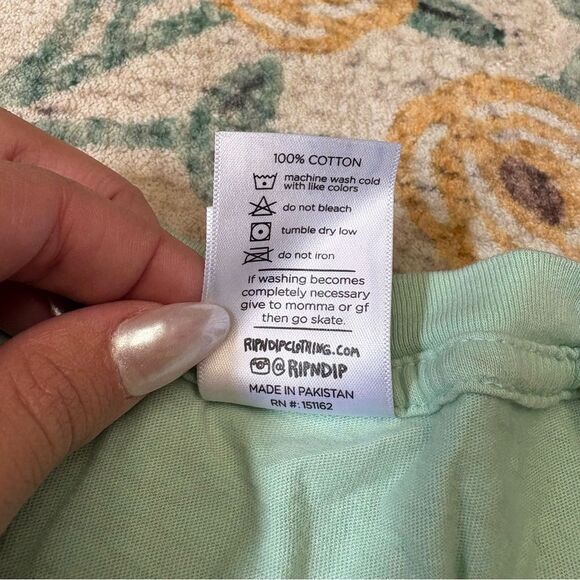 100% COTTON
machine wash cold
with like colors
do not bleach
tumble dry low
do not iron
If washing becomes
completely necessary
give to momma or gf
then go skate.
RIPNDIPCLOTHING.COM
@RIPNDIP
MADE IN PAKISTAN
RN #: 151162